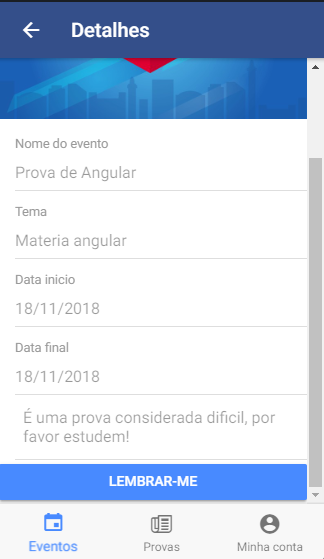 Detalhes
Nome do evento
Prova de Angular
Tema
Materia angular
Data inicio
18/11/2018
Data final
18/11/2018
É uma prova considerada dificil, por
favor estudem!
LEMBRAR-ME
Eventos
Provas
Minha conta